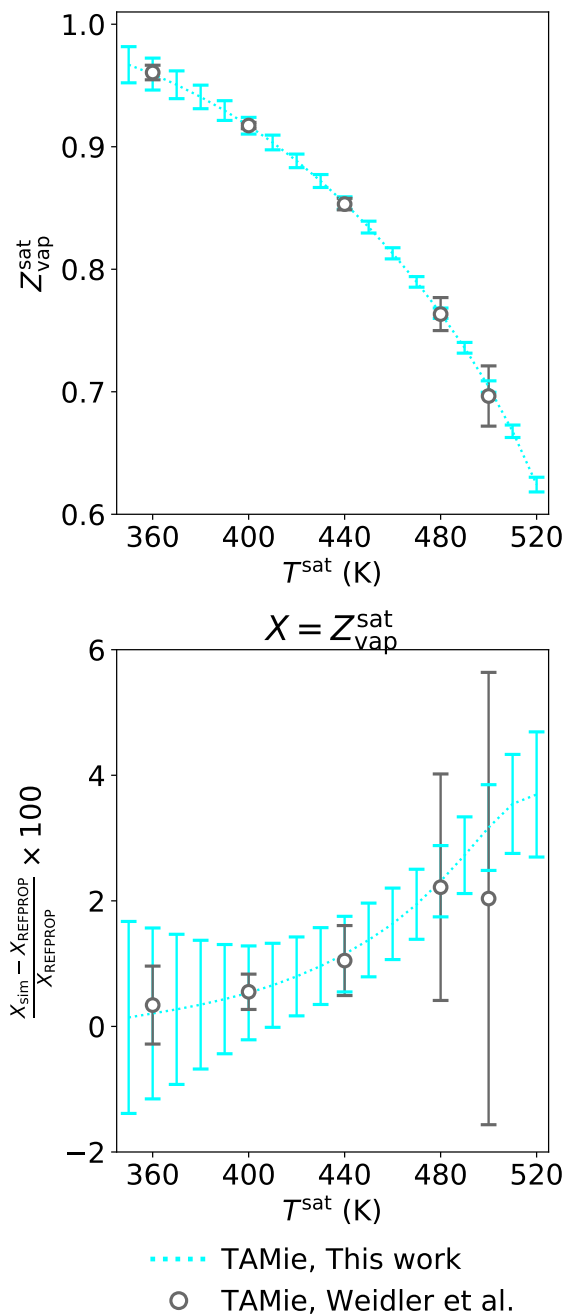 1.0
0.9
0.8
0.7
0.6
Z_vap^sat
360 400 440 480 520
T^sat (K)
X = Z_vap^sat
6
4
2
0
−2
X_sim − X_REFPROP / X_REFPROP × 100
360 400 440 480 520
T^sat (K)
TAMie, This work
TAMie, Weidler et al.